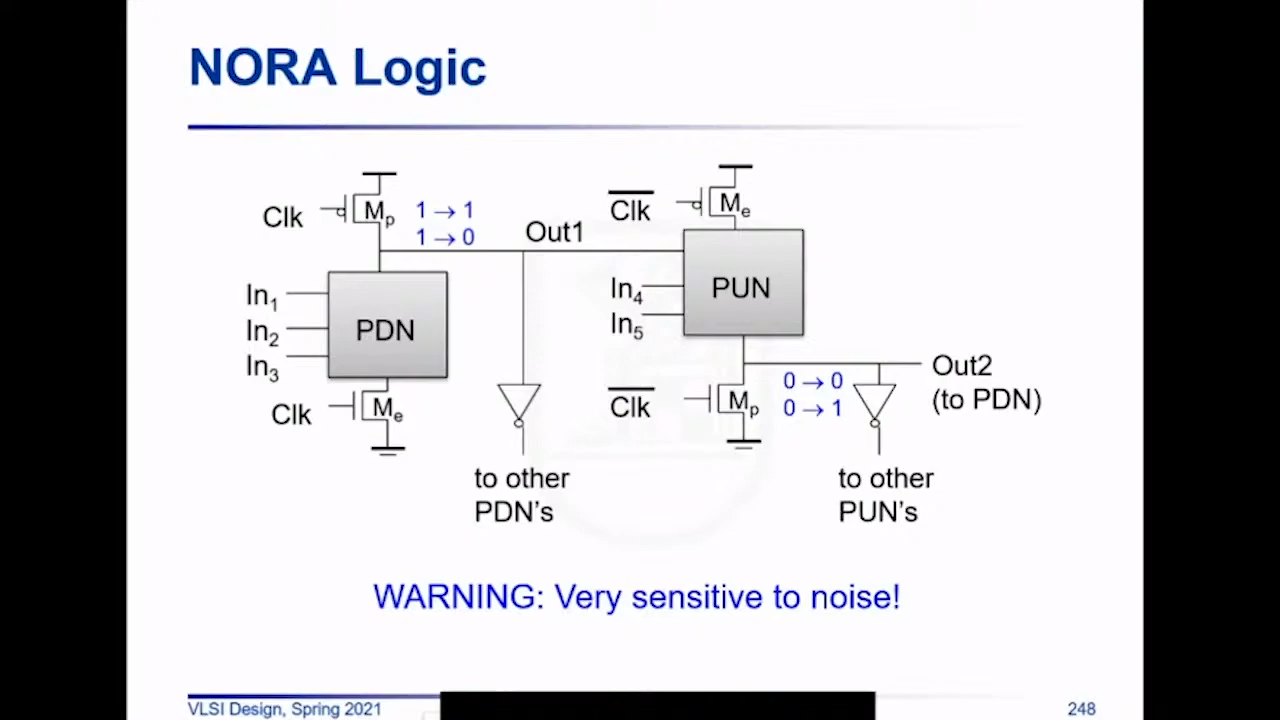 NORA Logic
Clk
Mp
1 → 1
1 → 0
Out1
In1
In2
In3
PDN
Clk
Me
to other
PDN's
Clk
Me
In4
In5
PUN
Clk
Mp
0 → 0
0 → 1
Out2
(to PDN)
to other
PUN's
WARNING: Very sensitive to noise!
VLSI Design, Spring 2021
248